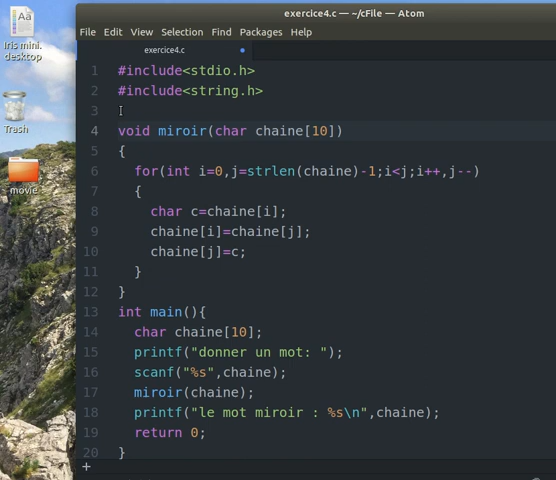 exercice4.c — ~/cFile — Atom
File Edit View Selection Find Packages Help
exercice4.c
Iris mini.
desktop
Trash
movie
1 #include<stdio.h>
2 #include<string.h>
3
4 void miroir(char chaine[10])
5 {
6 for(int i=0,j=strlen(chaine)-1;i<j;i++,j--)
7 {
8 char c=chaine[i];
9 chaine[i]=chaine[j];
10 chaine[j]=c;
11 }
12 }
13 int main(){
14 char chaine[10];
15 printf("donner un mot: ");
16 scanf("%s",chaine);
17 miroir(chaine);
18 printf("le mot miroir : %s\n",chaine);
19 return 0;
20 }
+